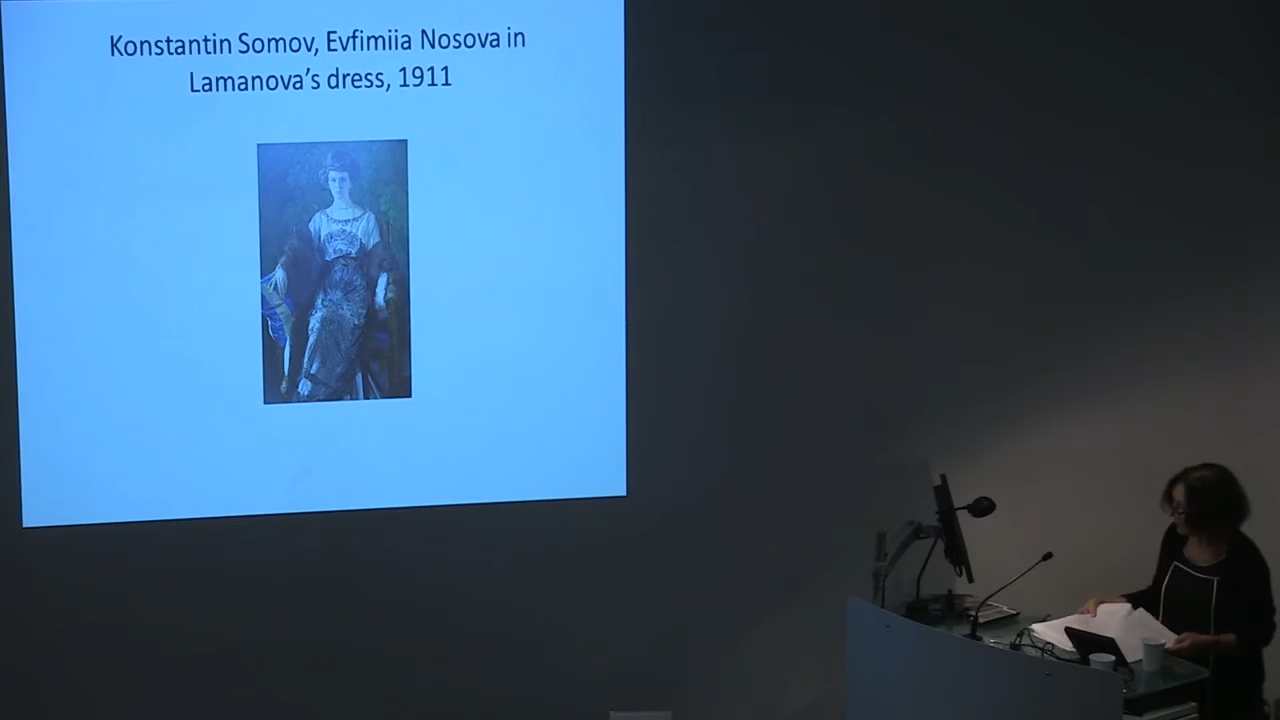 Konstantin Somov, Evfimiia Nosova in
Lamanova's dress, 1911